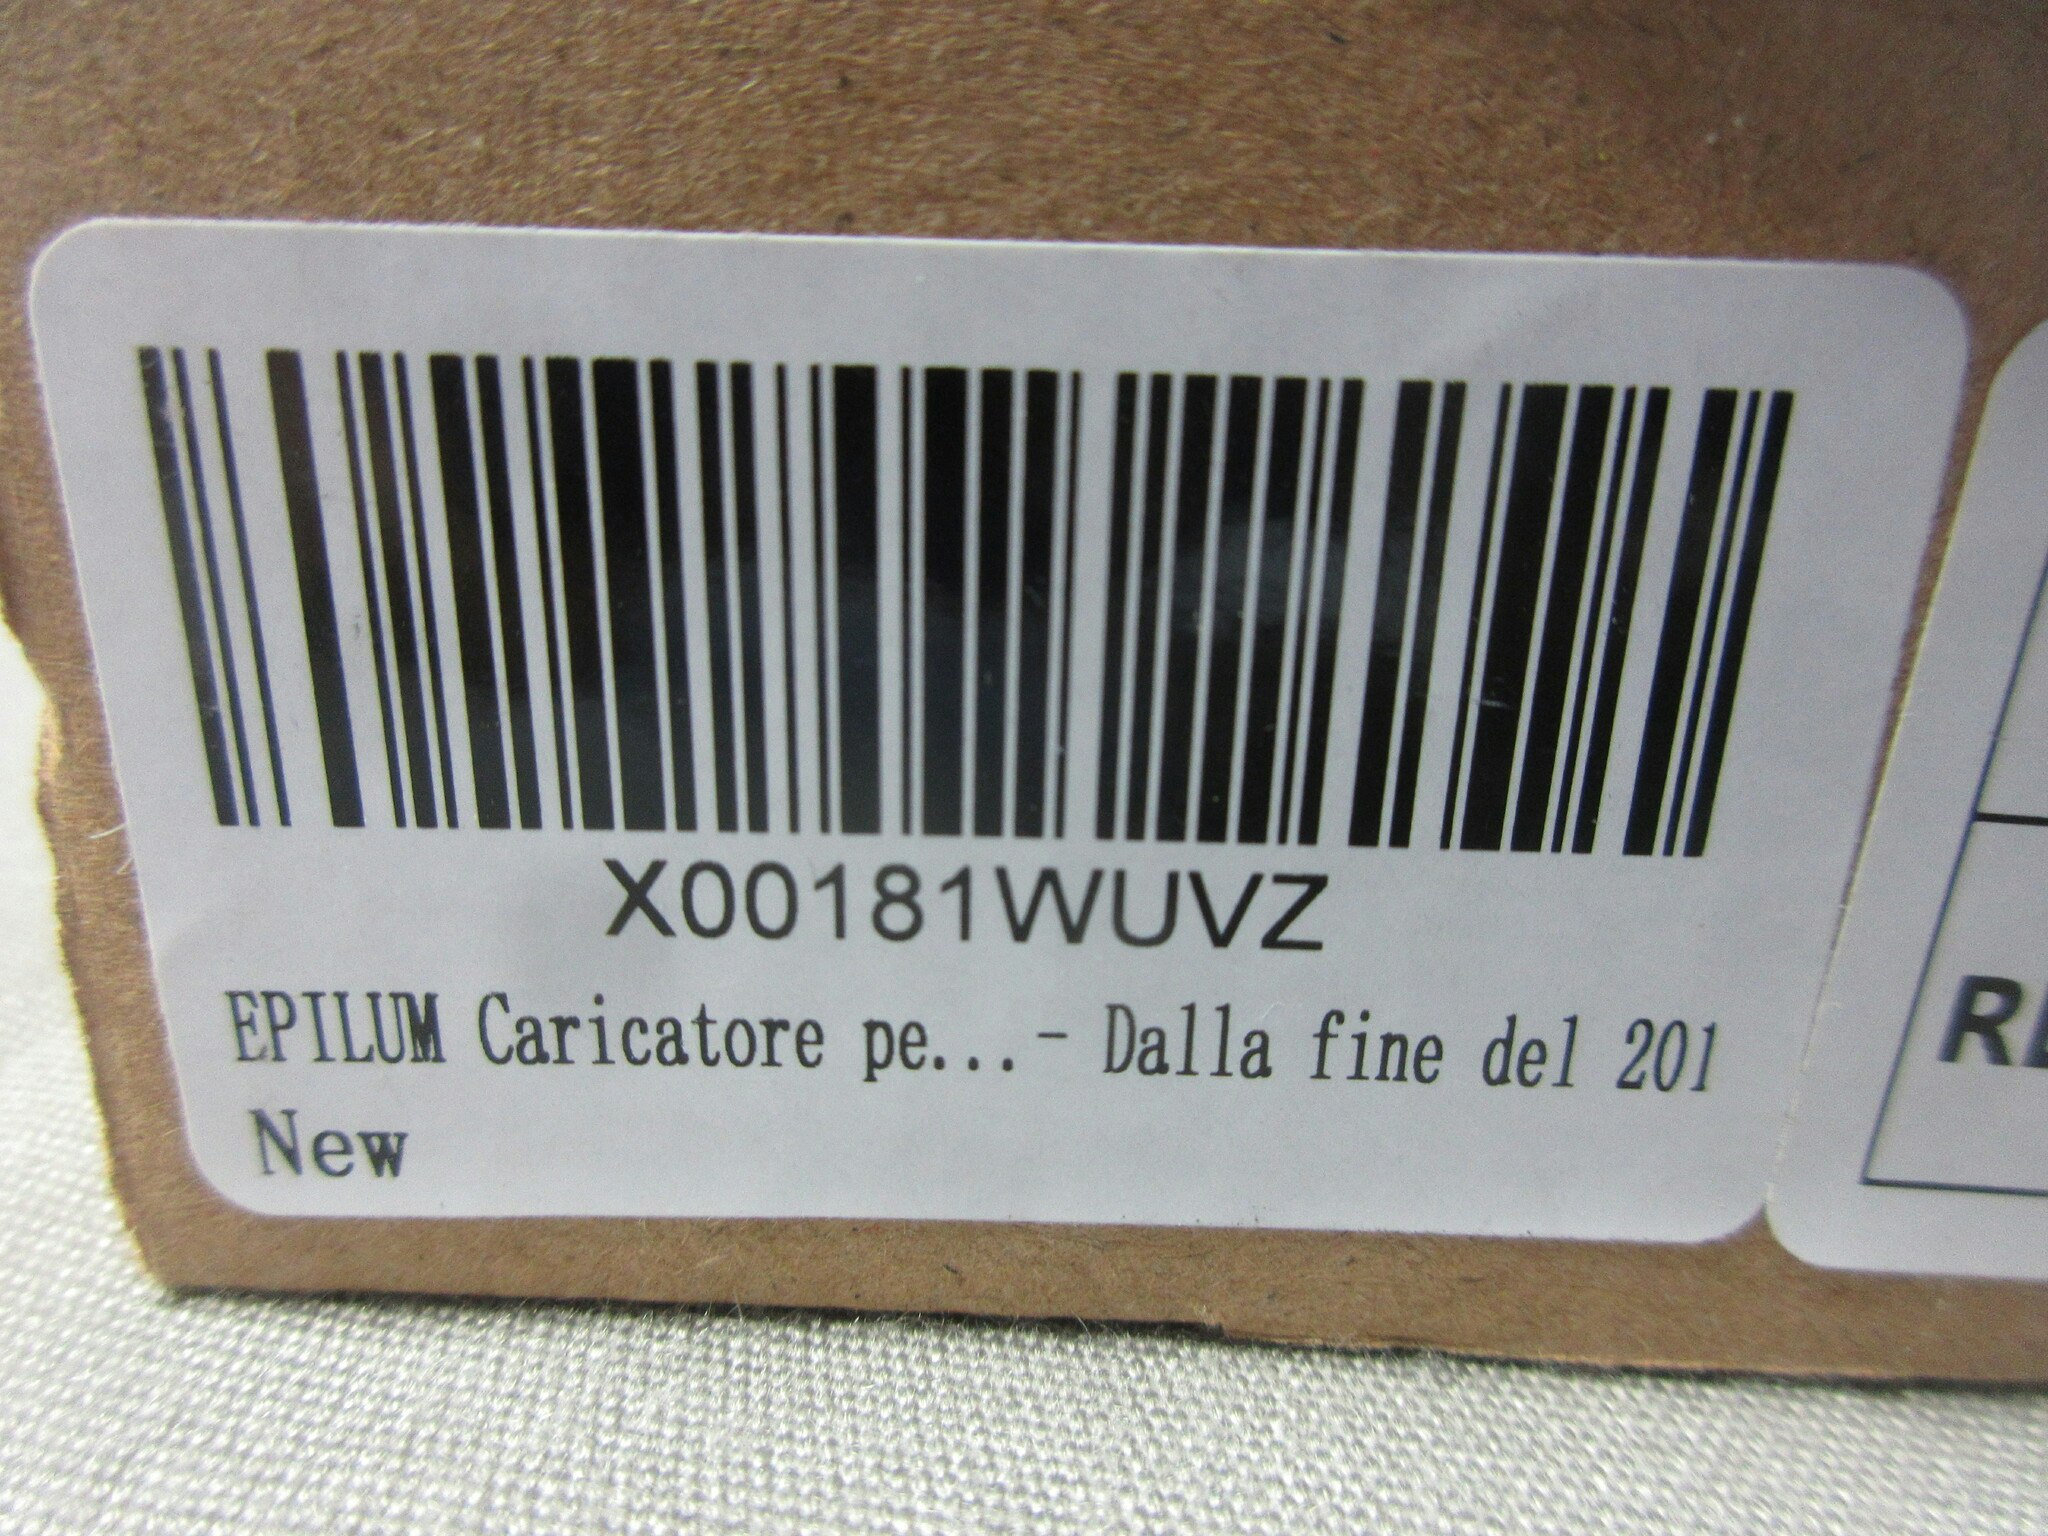 X00181WUVZ
EPILUM Caricatore pe...- Dalla fine del 201
New